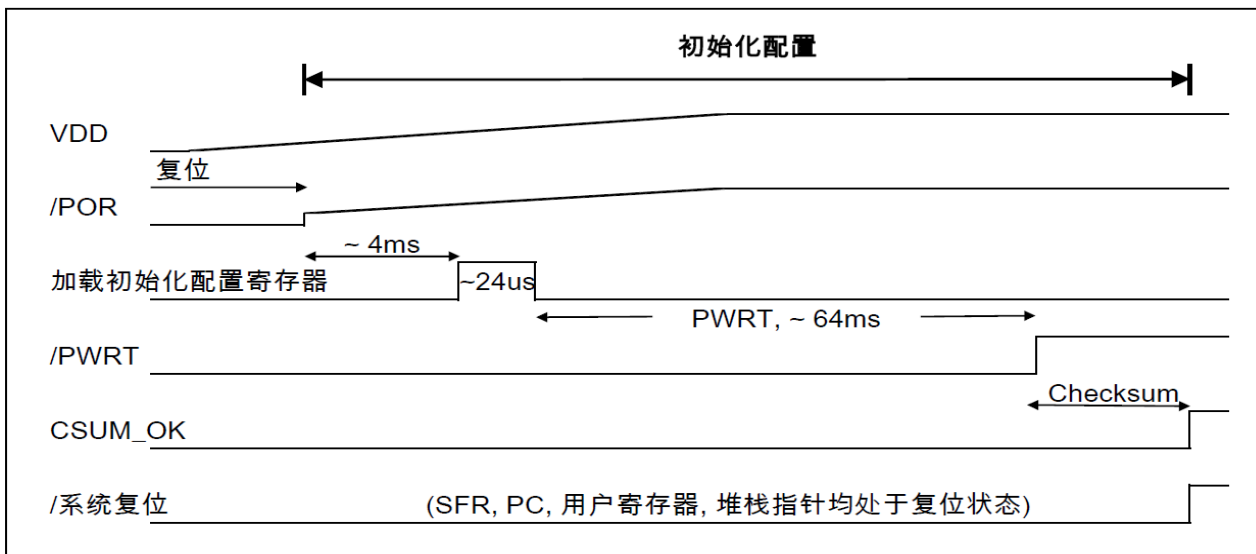 初始化配置
VDD
复位
/POR
~ 4ms
加载初始化配置寄存器
~24us
PWRT, ~ 64ms
/PWRT
Checksum
CSUM_OK
/系统复位
(SFR, PC, 用户寄存器, 堆栈指针均处于复位状态)